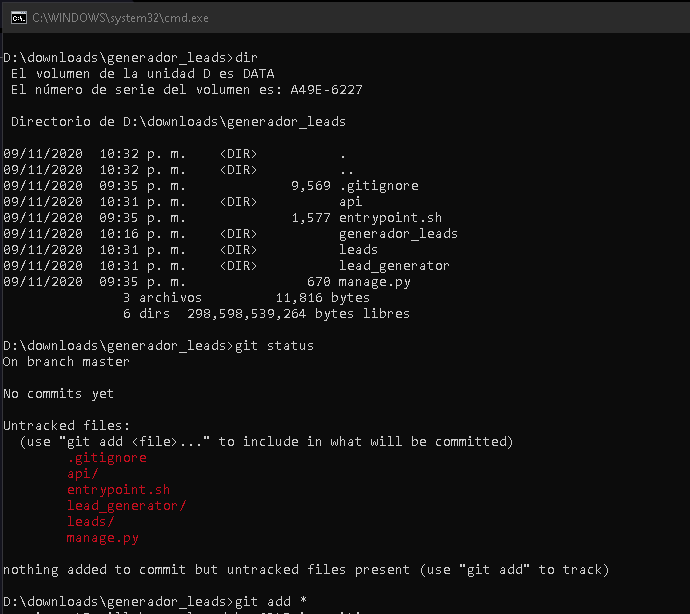 C:\WINDOWS\system32\cmd.exe
D:\downloads\generador_leads>dir
El volumen de la unidad D es DATA
El número de serie del volumen es: A49E-6227
Directorio de D:\downloads\generador_leads
09/11/2020  10:32 p. m.    <DIR>          .
09/11/2020  10:32 p. m.    <DIR>          ..
09/11/2020  09:35 p. m.             9,569 .gitignore
09/11/2020  10:31 p. m.    <DIR>          api
09/11/2020  09:35 p. m.             1,577 entrypoint.sh
09/11/2020  10:16 p. m.    <DIR>          generador_leads
09/11/2020  10:31 p. m.    <DIR>          leads
09/11/2020  10:31 p. m.    <DIR>          lead_generator
09/11/2020  09:35 p. m.               670 manage.py
3 archivos         11,816 bytes
6 dirs  298,598,539,264 bytes libres
D:\downloads\generador_leads>git status
On branch master
No commits yet
Untracked files:
(use "git add <file>..." to include in what will be committed)
.gitignore
api/
entrypoint.sh
lead_generator/
leads/
manage.py
nothing added to commit but untracked files present (use "git add" to track)
D:\downloads\generador_leads>git add *